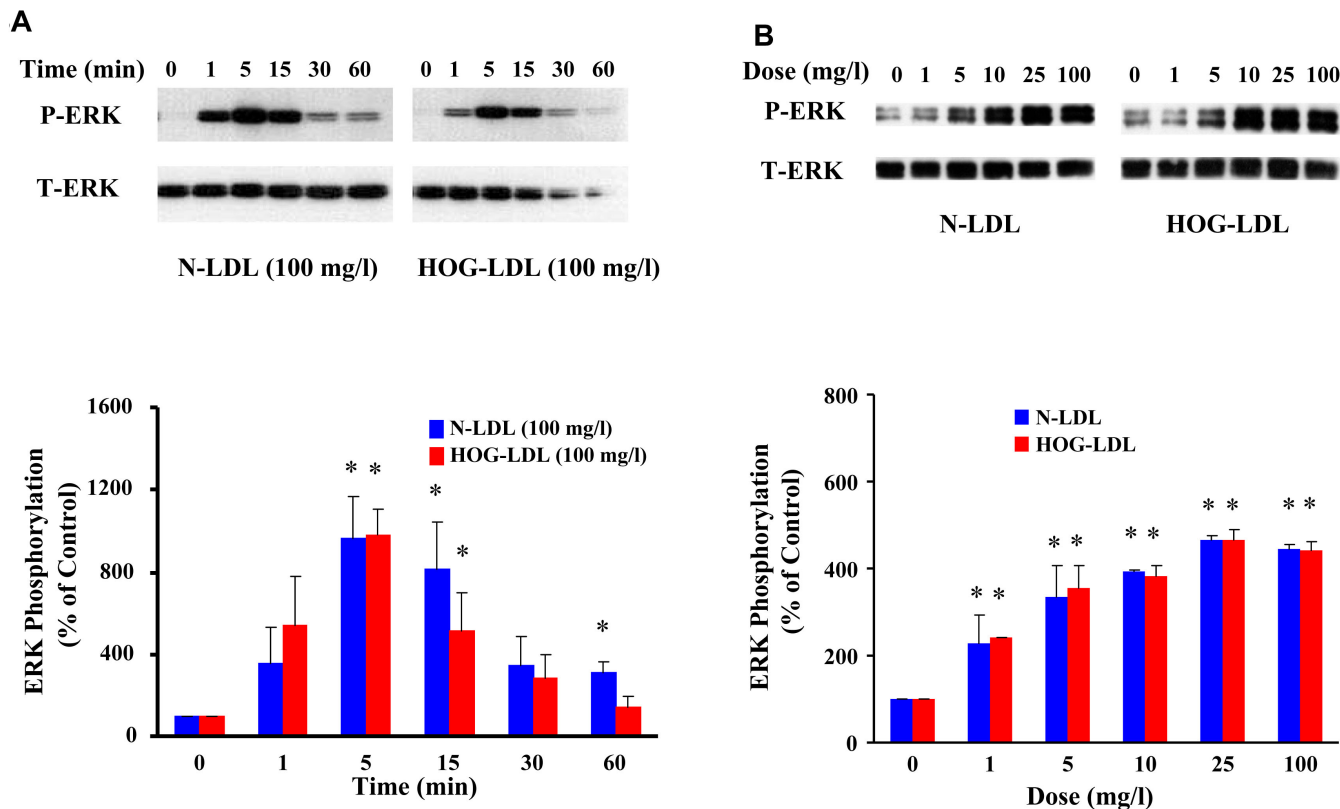 A
Time (min) 0 1 5 15 30 60 0 1 5 15 30 60
P-ERK
T-ERK
N-LDL (100 mg/l) HOG-LDL (100 mg/l)
B
Dose (mg/l) 0 1 5 10 25 100 0 1 5 10 25 100
P-ERK
T-ERK
N-LDL HOG-LDL
ERK Phosphorylation
(% of Control)
1600
1200
800
400
0
N-LDL (100 mg/l)
HOG-LDL (100 mg/l)
* * * * *
0 1 5 15 30 60
Time (min)
ERK Phosphorylation
(% of Control)
800
600
400
200
0
N-LDL
HOG-LDL
* * * * * * * * * *
0 1 5 10 25 100
Dose (mg/l)